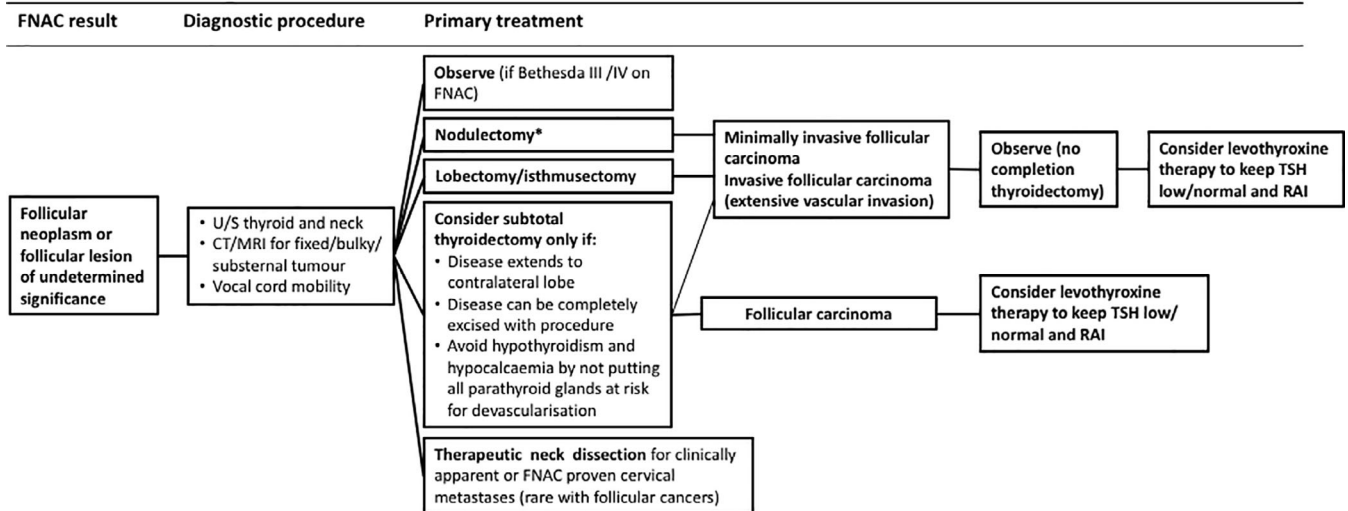 FNAC result
Diagnostic procedure
Primary treatment
Follicular
neoplasm or
follicular lesion
of undetermined
significance
• U/S thyroid and neck
• CT/MRI for fixed/bulky/
substernal tumour
• Vocal cord mobility
Observe (if Bethesda III /IV on
FNAC)
Nodulectomy*
Lobectomy/isthmusectomy
Consider subtotal
thyroidectomy only if:
• Disease extends to
contralateral lobe
• Disease can be completely
excised with procedure
• Avoid hypothyroidism and
hypocalcaemia by not putting
all parathyroid glands at risk
for devascularisation
Therapeutic neck dissection for clinically
apparent or FNAC proven cervical
metastases (rare with follicular cancers)
Minimally invasive follicular
carcinoma
Invasive follicular carcinoma
(extensive vascular invasion)
Observe (no
completion
thyroidectomy)
Consider levothyroxine
therapy to keep TSH
low/normal and RAI
Follicular carcinoma
Consider levothyroxine
therapy to keep TSH low/
normal and RAI